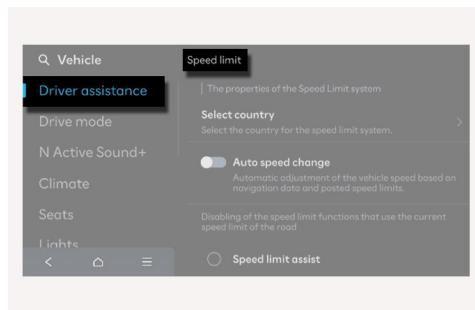 Vehicle
Driver assistance
Drive mode
N Active Sound+
Climate
Seats
Lights
Speed limit
The properties of the Speed Limit system
Select country
Select the country for the speed limit system.
Auto speed change
Automatic adjustment of the vehicle speed based on
navigation data and posted speed limits.
Disabling of the speed limit functions that use the current
speed limit of the road
Speed limit assist